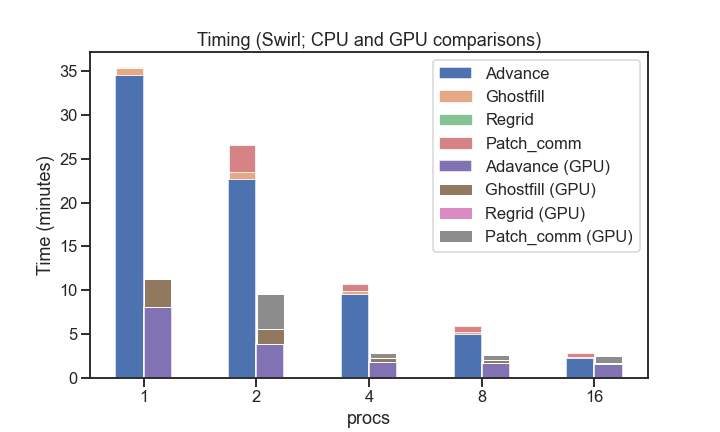 Timing (Swirl; CPU and GPU comparisons)
Time (minutes)
35
30
25
20
15
10
5
0
Advance
Ghostfill
Regrid
Patch_comm
Adavance (GPU)
Ghostfill (GPU)
Regrid (GPU)
Patch_comm (GPU)
1 2 4 8 16
procs